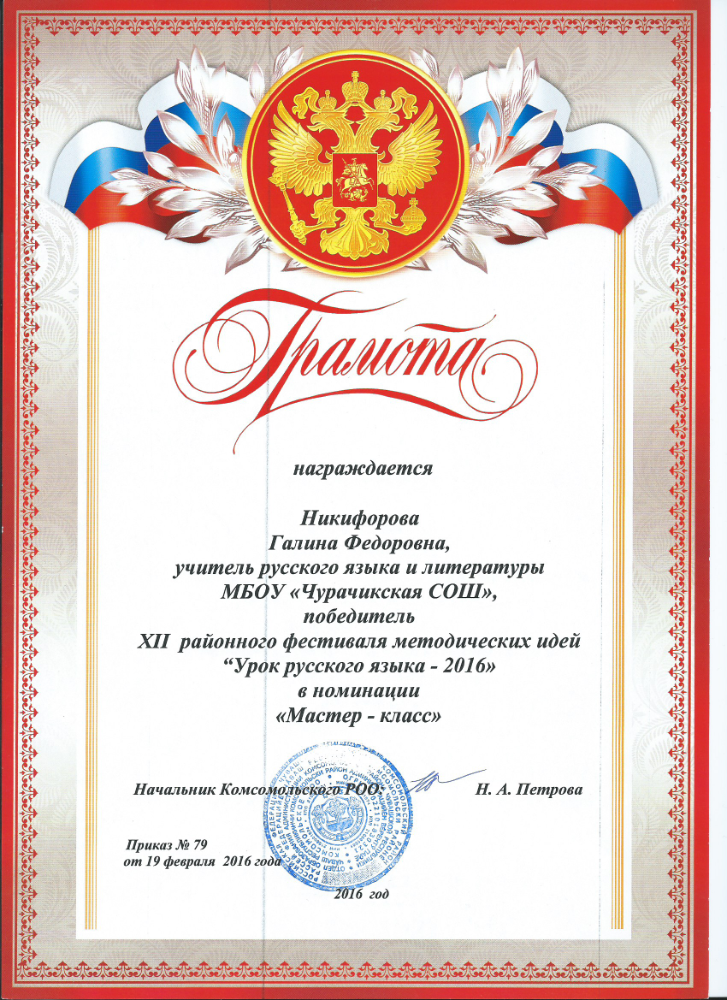 Грамота
награждается
Никифорова
Галина Федоровна,
учитель русского языка и литературы
МБОУ «Чурачикская СОШ»,
победитель
XII районного фестиваля методических идей
“Урок русского языка - 2016»
в номинации
«Мастер - класс»
Начальник Комсомольского РОО: Н. А. Петрова
Приказ № 79
от 19 февраля 2016 года
2016 год